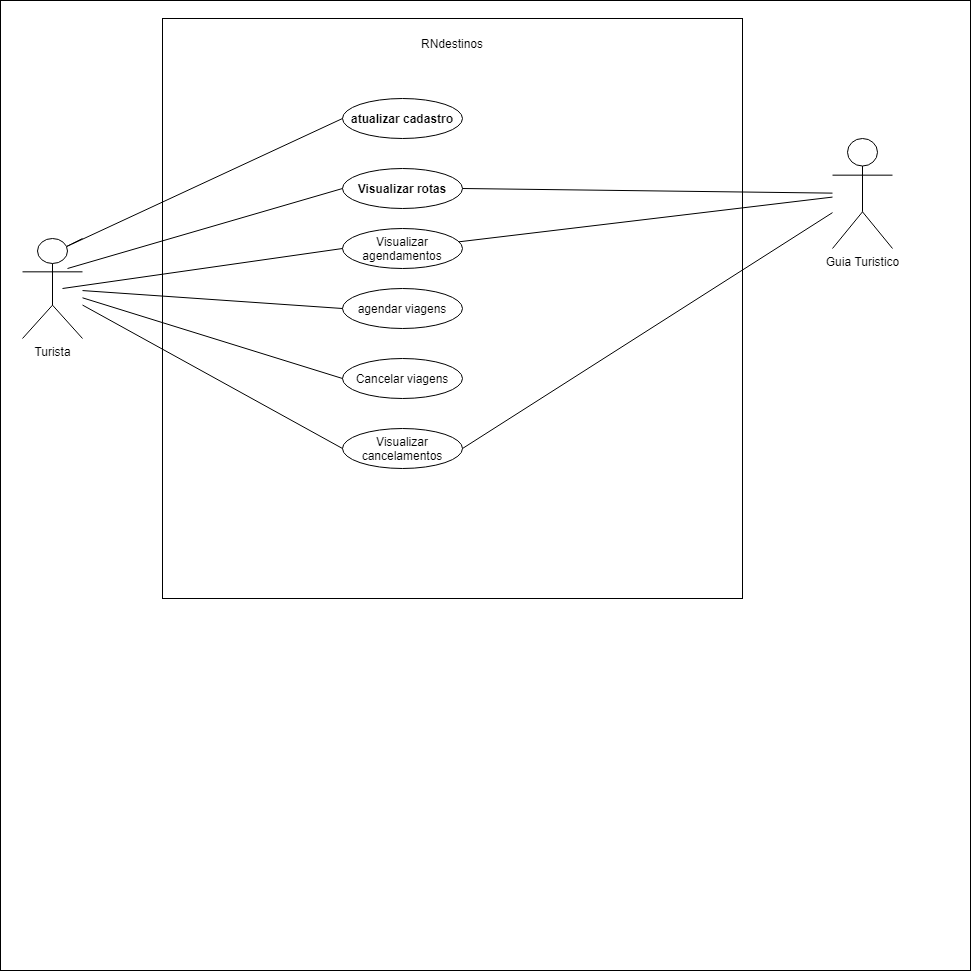 RNdestinos
atualizar cadastro
Visualizar rotas
Visualizar
agendamentos
agendar viagens
Cancelar viagens
Visualizar
cancelamentos
Turista
Guia Turistico